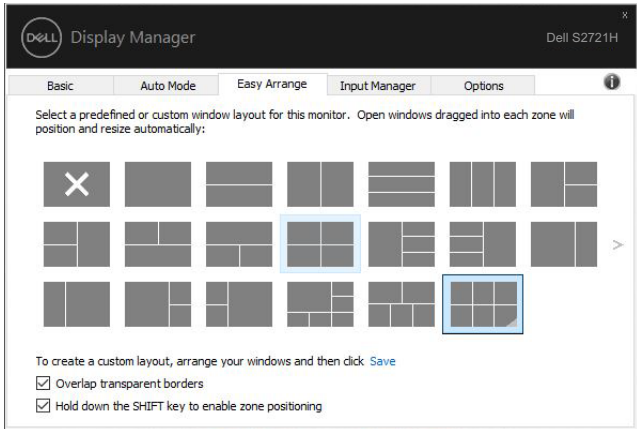 x
DELL Display Manager
Dell S2721H
Basic Auto Mode Easy Arrange Input Manager Options i
Select a predefined or custom window layout for this monitor. Open windows dragged into each zone will
position and resize automatically:
>
To create a custom layout, arrange your windows and then click Save
Overlap transparent borders
Hold down the SHIFT key to enable zone positioning